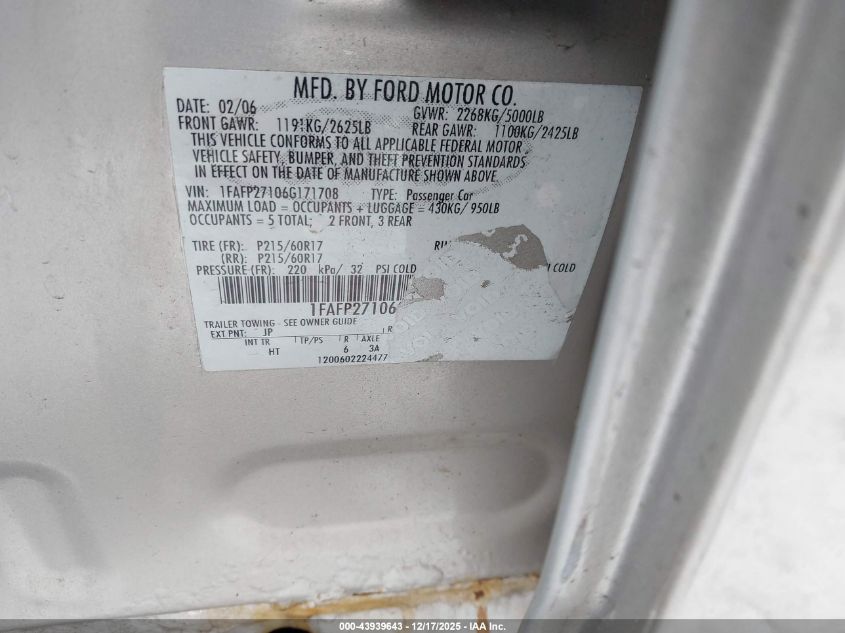 MFD. BY FORD MOTOR CO.
DATE: 02/06 GVWR: 2268KG/5000LB
FRONT GAWR: 1191KG/2625LB REAR GAWR: 1100KG/2425LB
THIS VEHICLE CONFORMS TO ALL APPLICABLE FEDERAL MOTOR
VEHICLE SAFETY, BUMPER, AND THEFT PREVENTION STANDARDS
IN EFFECT ON THE DATE OF MANUFACTURE SHOWN ABOVE.
VIN: 1FAFP27106G171708 TYPE: Passenger Car
MAXIMUM LOAD = OCCUPANTS + LUGGAGE = 430KG/ 950LB
OCCUPANTS = 5 TOTAL; 2 FRONT, 3 REAR
TIRE (FR): P215/60R17
(RR): P215/60R17
PRESSURE (FR): 220 kPa/ 32 PSI COLD I COLD
1FAFP27106
TRAILER TOWING - SEE OWNER GUIDE
EXT PNT: JP R
INT TR TP/PS R AXLE
HT 6 3A
1200602224477
000-43939643 - 12/17/2025 - IAA Inc.